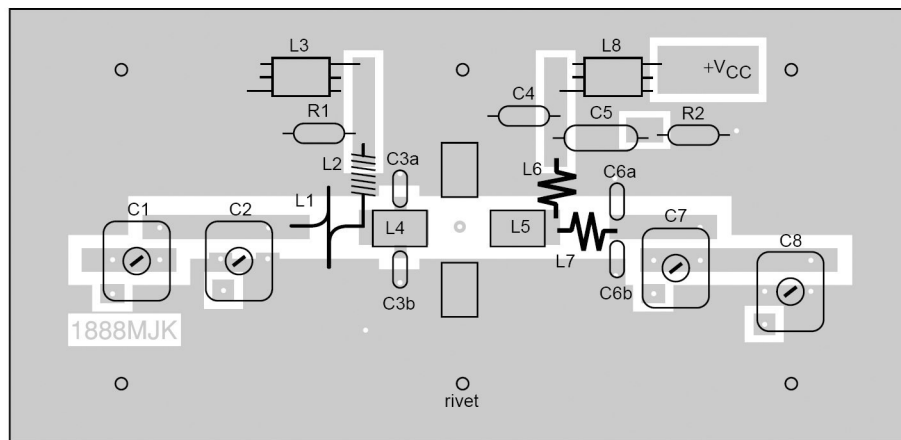 L3
L8
+VCC
R1
C4
C5
R2
L2
C3a
L6
C6a
L1
C1
C2
L4
L5
C7
L7
C8
C3b
C6b
1888MJK
rivet